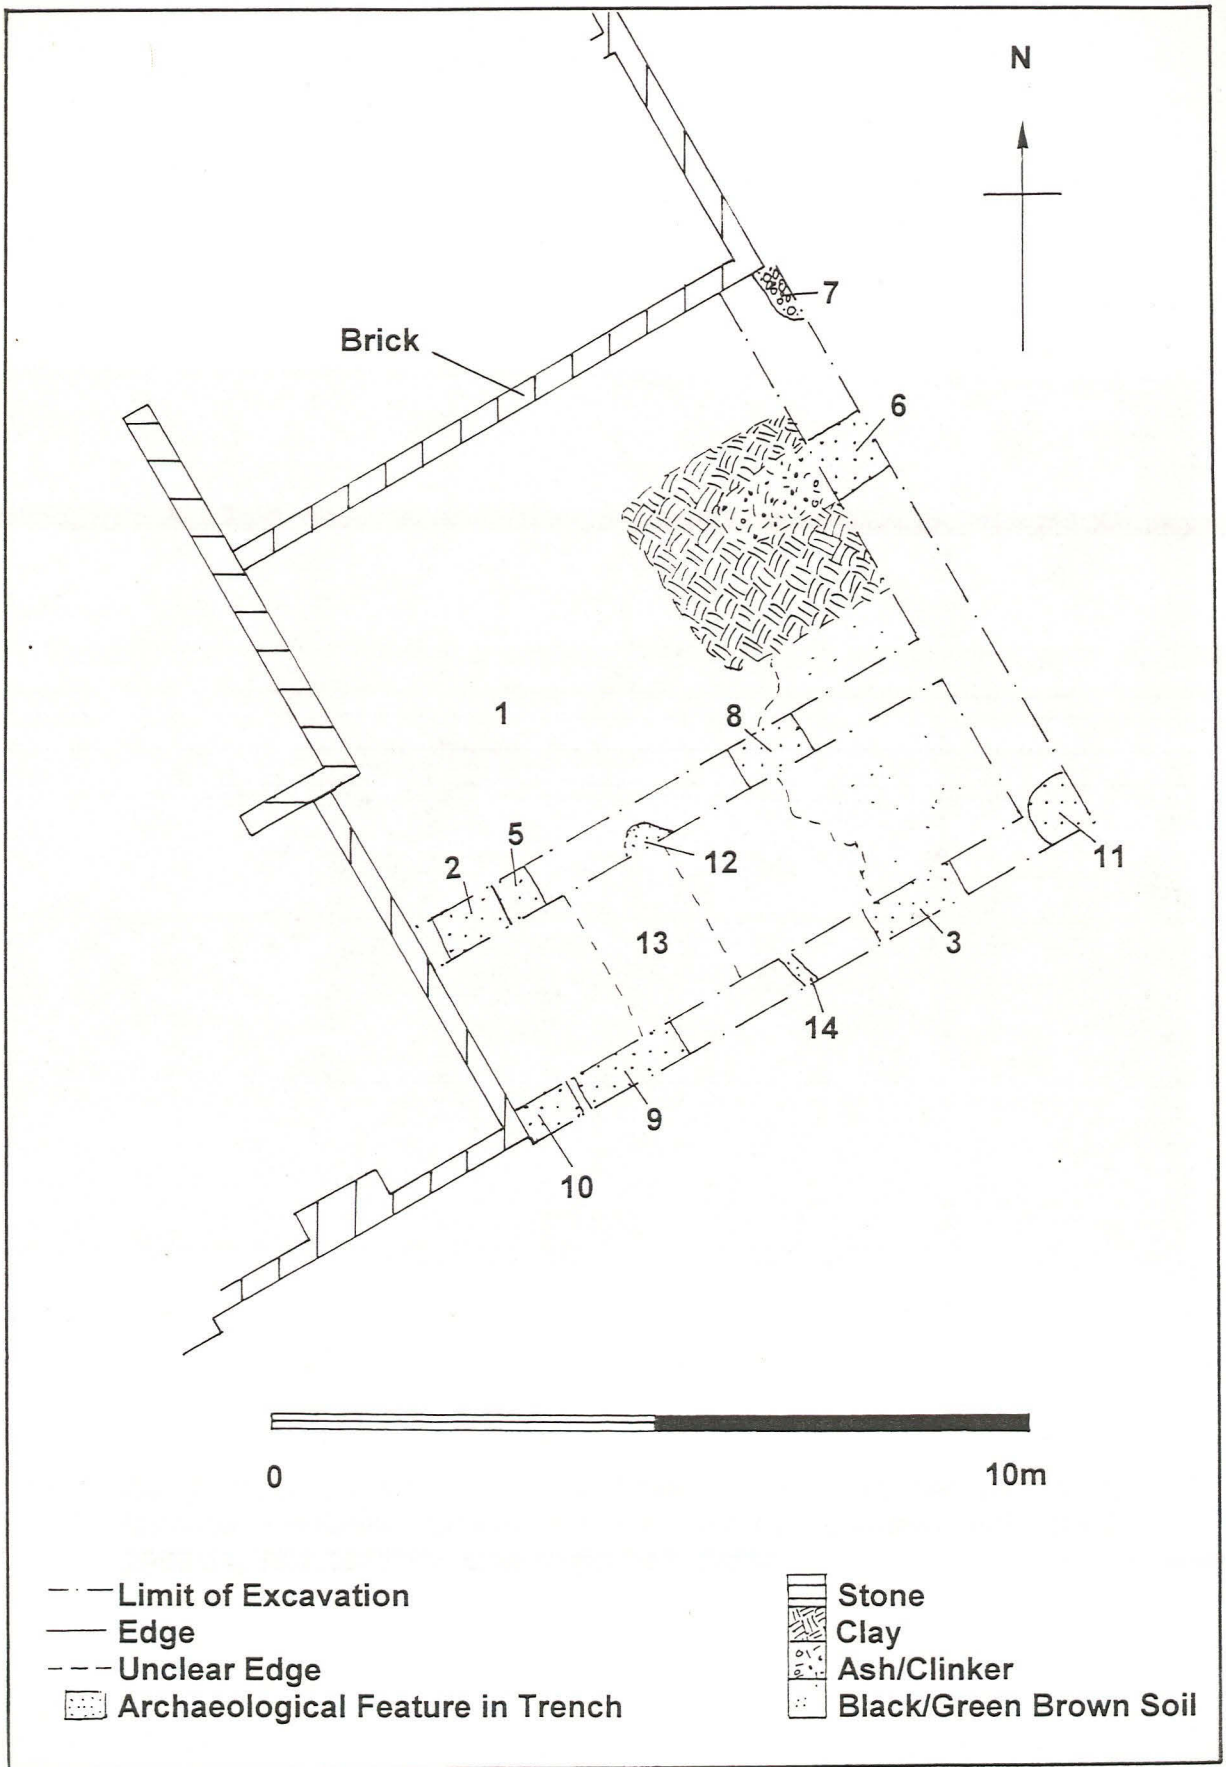 N
7
Brick
6
1
8
5
2
12
11
13
3
14
9
10
0 10m
Limit of Excavation
Edge
Unclear Edge
Archaeological Feature in Trench
Stone
Clay
Ash/Clinker
Black/Green Brown Soil